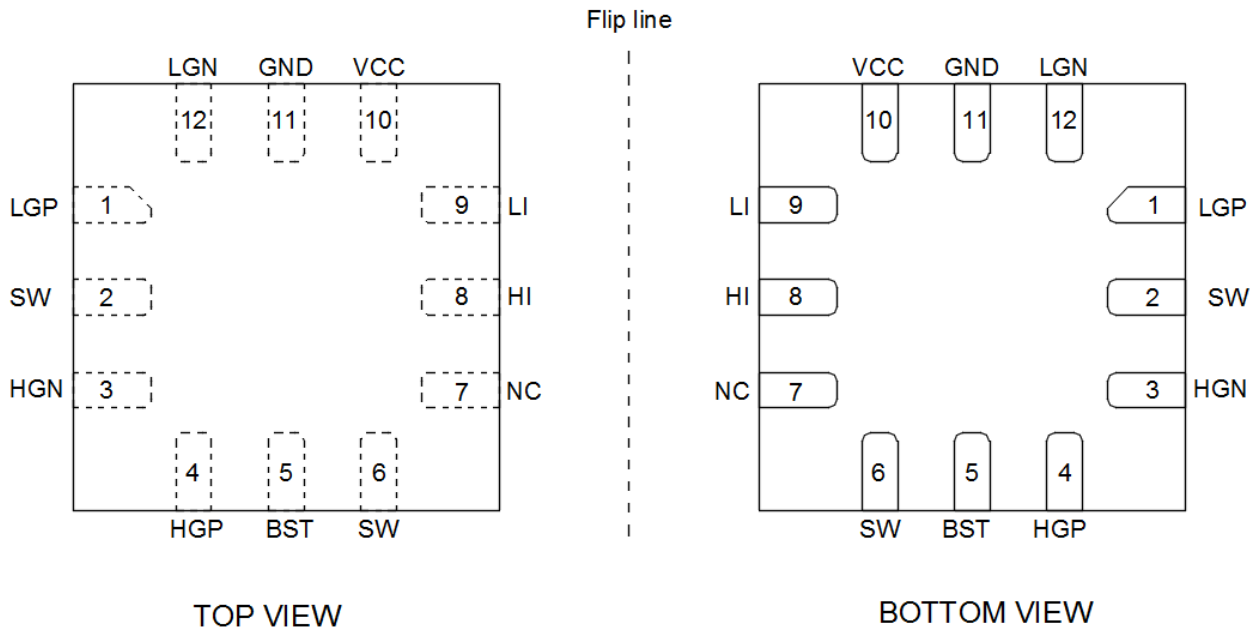 Flip line
LGN GND VCC
12 11 10
LGP 1 9 LI
SW 2 8 HI
HGN 3 7 NC
4 5 6
HGP BST SW
TOP VIEW
VCC GND LGN
10 11 12
LI 9 1 LGP
HI 8 2 SW
NC 7 3 HGN
6 5 4
SW BST HGP
BOTTOM VIEW